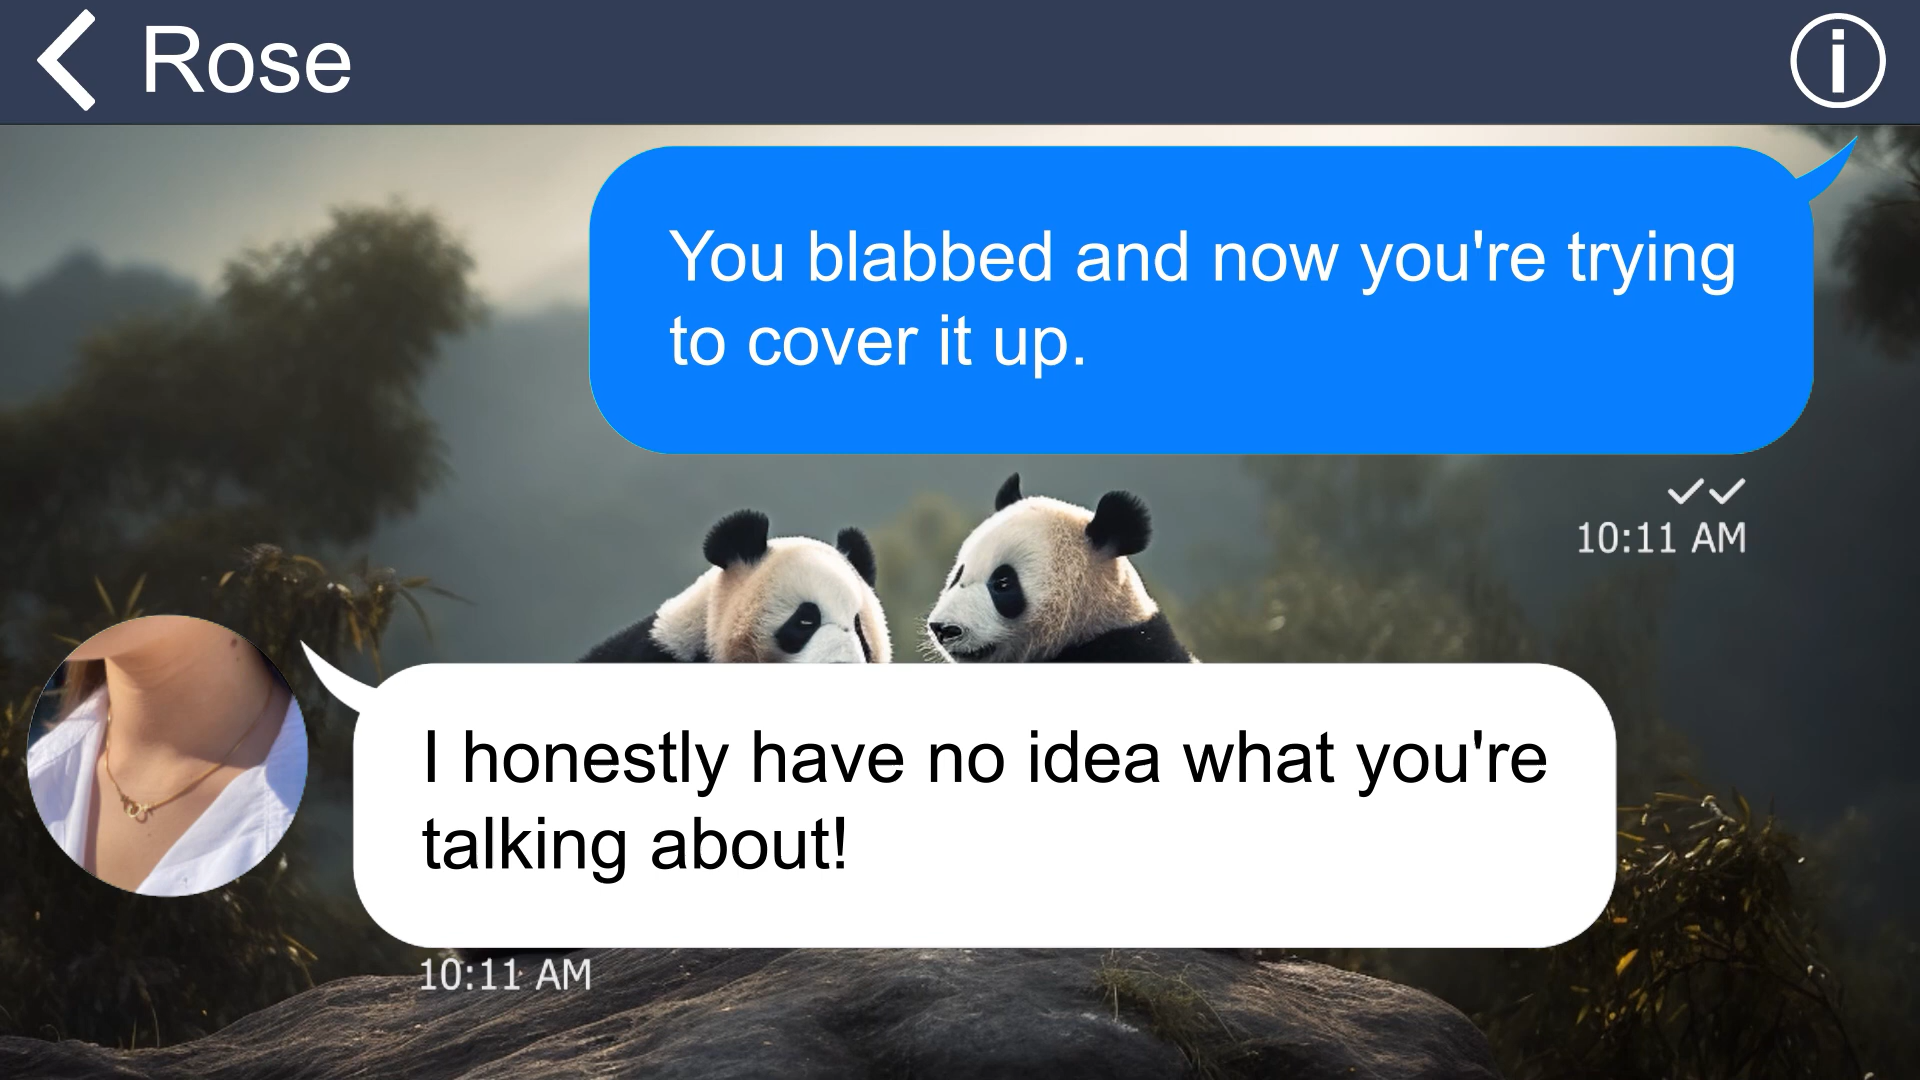 Rose
You blabbed and now you're trying
to cover it up.
10:11 AM
I honestly have no idea what you're
talking about!
10:11 AM